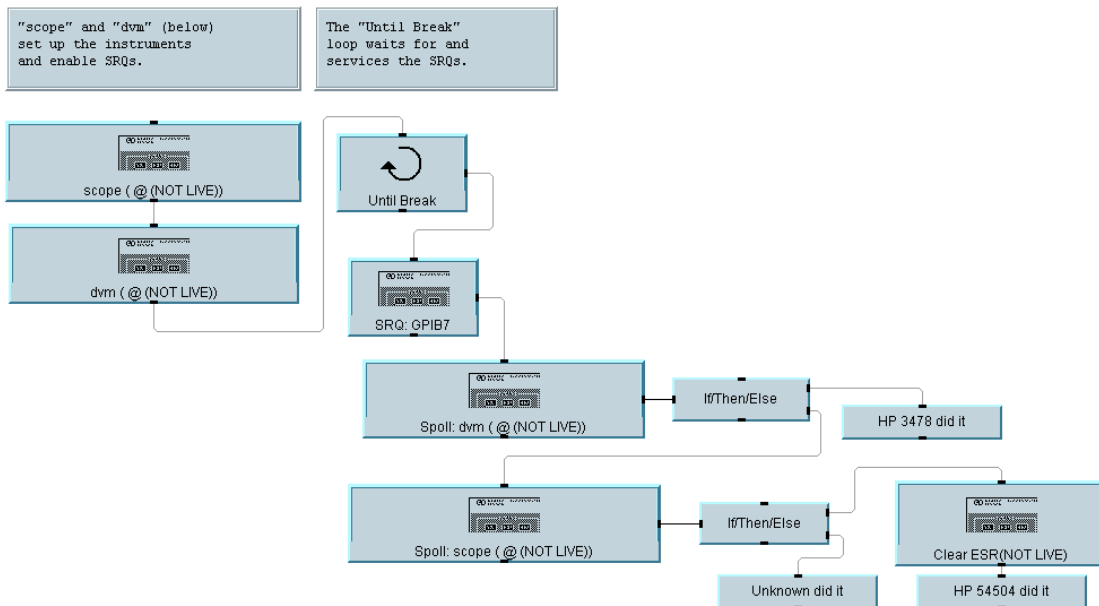 "scope" and "dvm" (below)
set up the instruments
and enable SRQs.
The "Until Break"
loop waits for and
services the SRQs.
scope ( @ (NOT LIVE))
Until Break
dvm ( @ (NOT LIVE))
SRQ: GPIB7
Spoll: dvm ( @ (NOT LIVE))
If/Then/Else
HP 3478 did it
Spoll: scope ( @ (NOT LIVE))
If/Then/Else
Clear ESR(NOT LIVE)
Unknown did it
HP 54504 did it